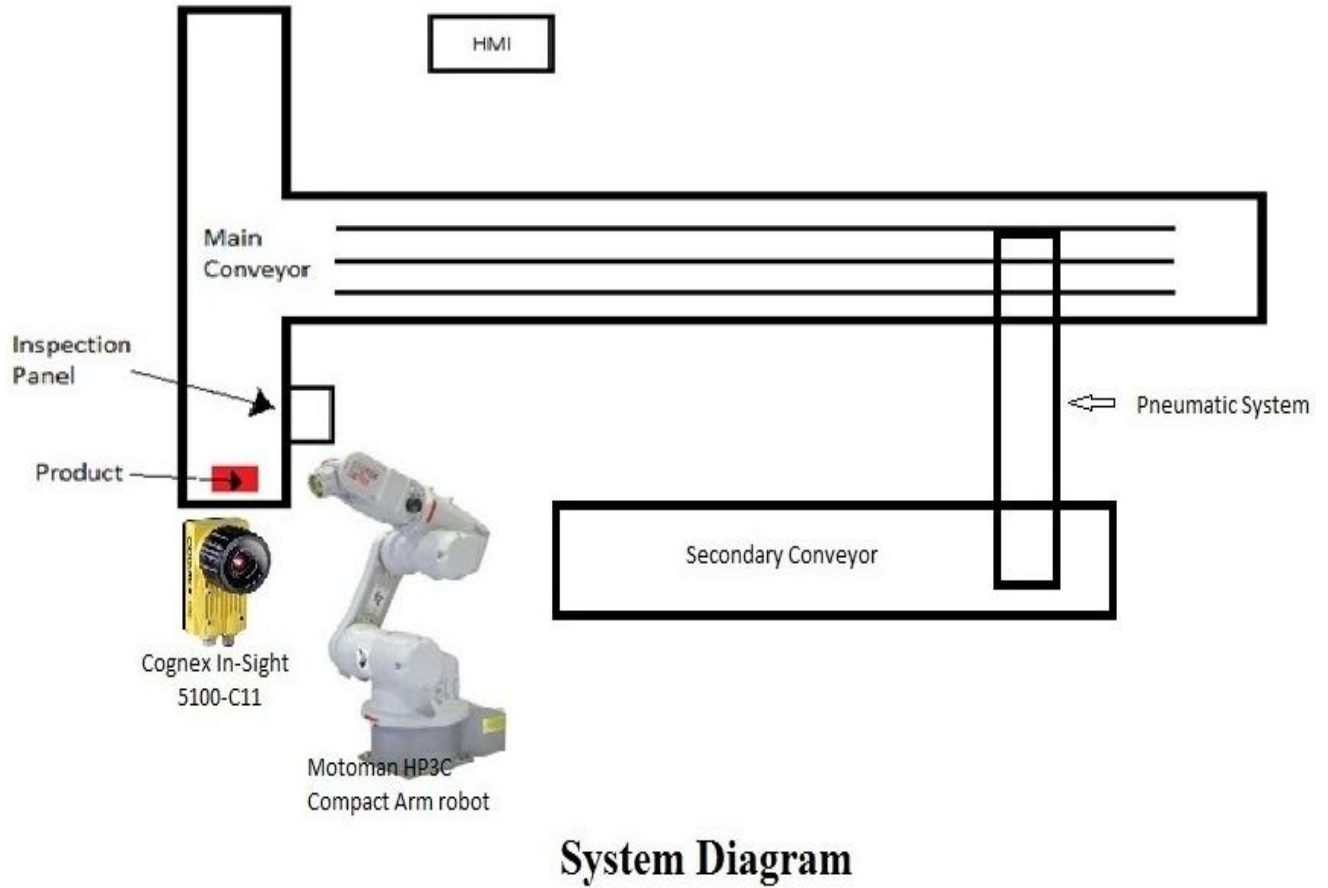 HMI
Main
Conveyor
Inspection
Panel
Pneumatic System
Product
Secondary Conveyor
Cognex In-Sight
5100-C11
Motoman HP3C
Compact Arm robot
System Diagram